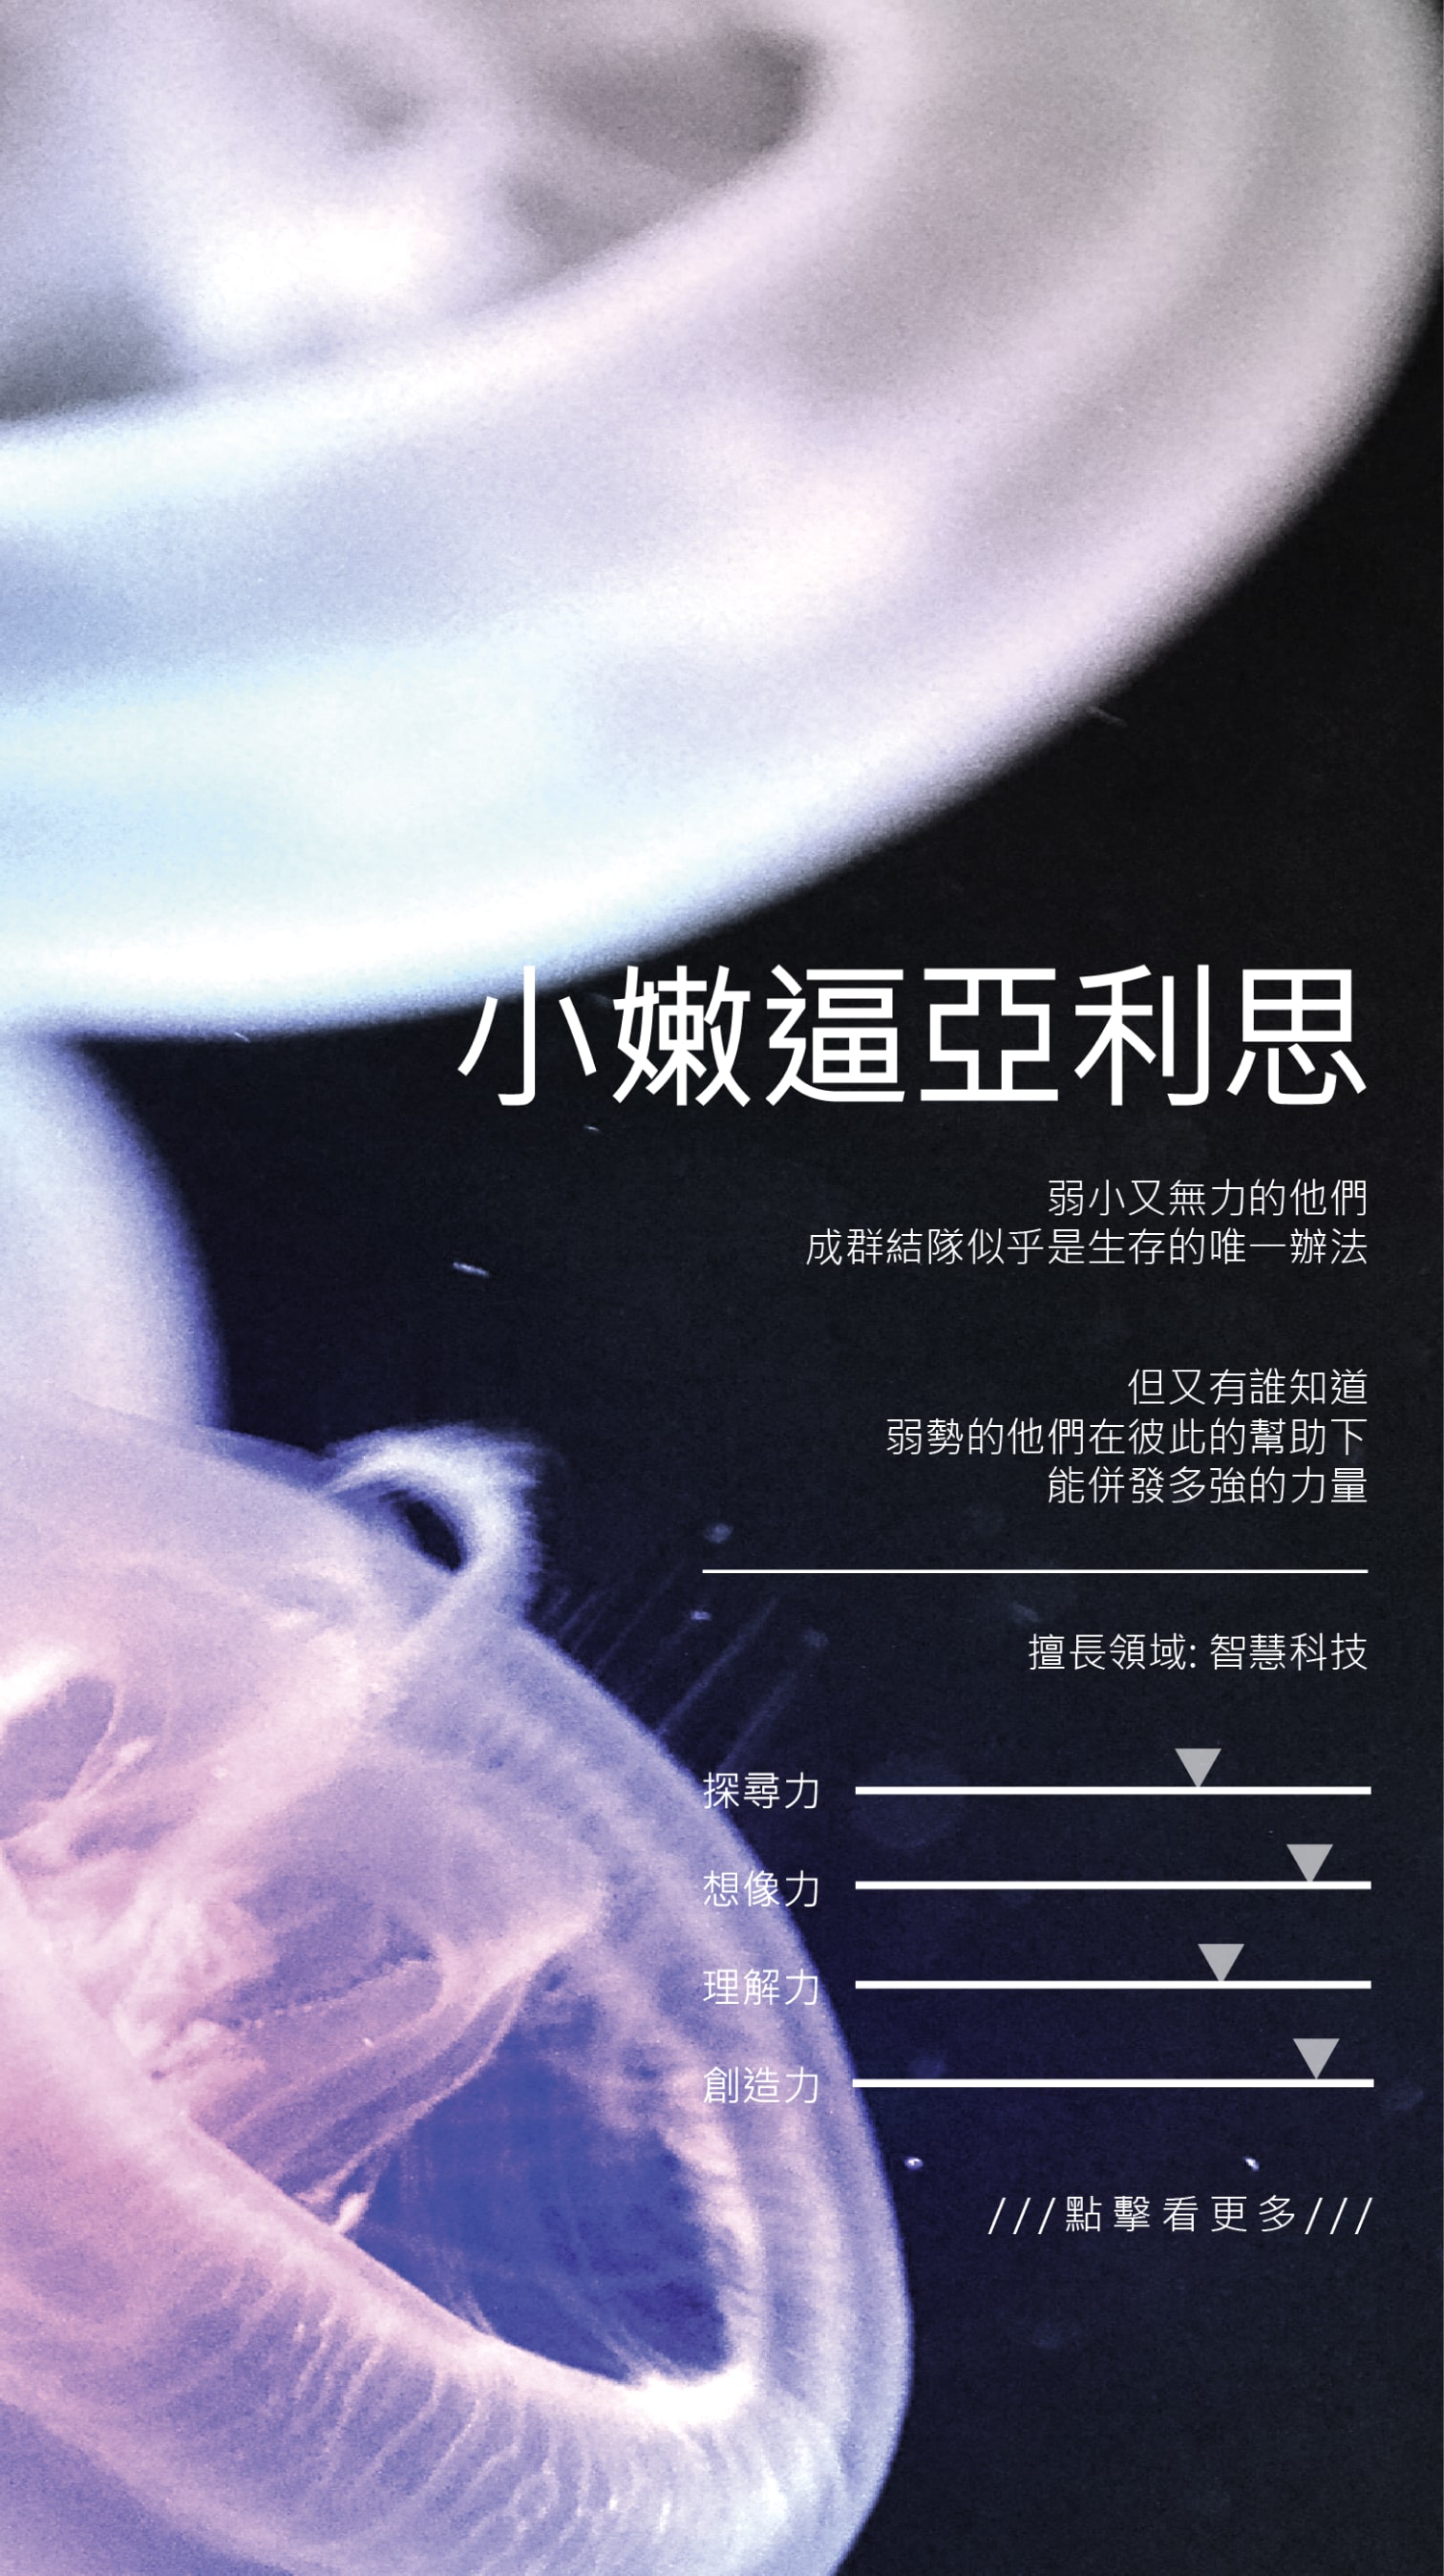 小嫩逼亞利思
弱小又無力的他們
成群結隊似乎是生存的唯一辦法
但又有誰知道
弱勢的他們在彼此的幫助下
能併發多強的力量
擅長領域: 智慧科技
探尋力
想像力
理解力
創造力
///點擊看更多///